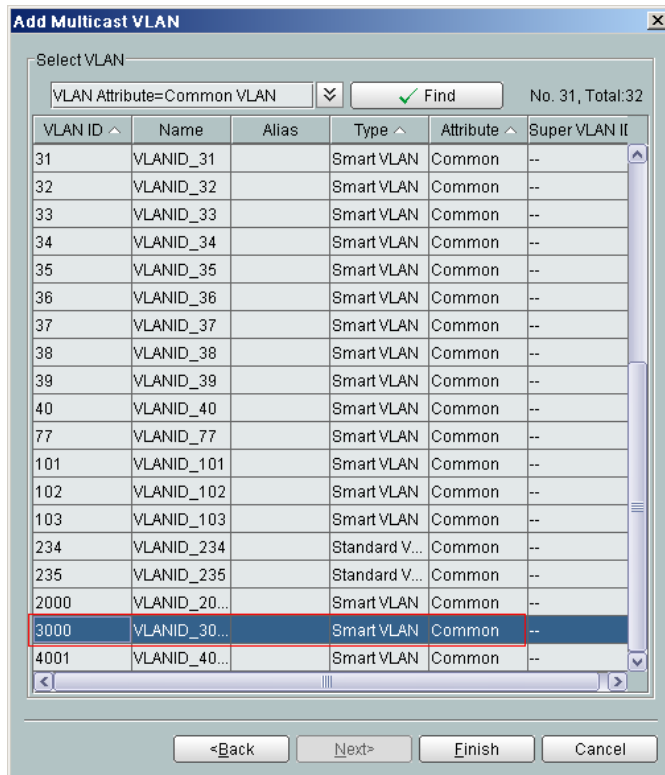 Add Multicast VLAN
Select VLAN
VLAN Attribute=Common VLAN Find No. 31, Total:32
VLAN ID Name Alias Type Attribute Super VLAN ID
31 VLANID_31 Smart VLAN Common --
32 VLANID_32 Smart VLAN Common --
33 VLANID_33 Smart VLAN Common --
34 VLANID_34 Smart VLAN Common --
35 VLANID_35 Smart VLAN Common --
36 VLANID_36 Smart VLAN Common --
37 VLANID_37 Smart VLAN Common --
38 VLANID_38 Smart VLAN Common --
39 VLANID_39 Smart VLAN Common --
40 VLANID_40 Smart VLAN Common --
77 VLANID_77 Smart VLAN Common --
101 VLANID_101 Smart VLAN Common --
102 VLANID_102 Smart VLAN Common --
103 VLANID_103 Smart VLAN Common --
234 VLANID_234 Standard V... Common --
235 VLANID_235 Standard V... Common --
2000 VLANID_20... Smart VLAN Common --
3000 VLANID_30... Smart VLAN Common --
4001 VLANID_40... Smart VLAN Common --
<Back Next> Finish Cancel